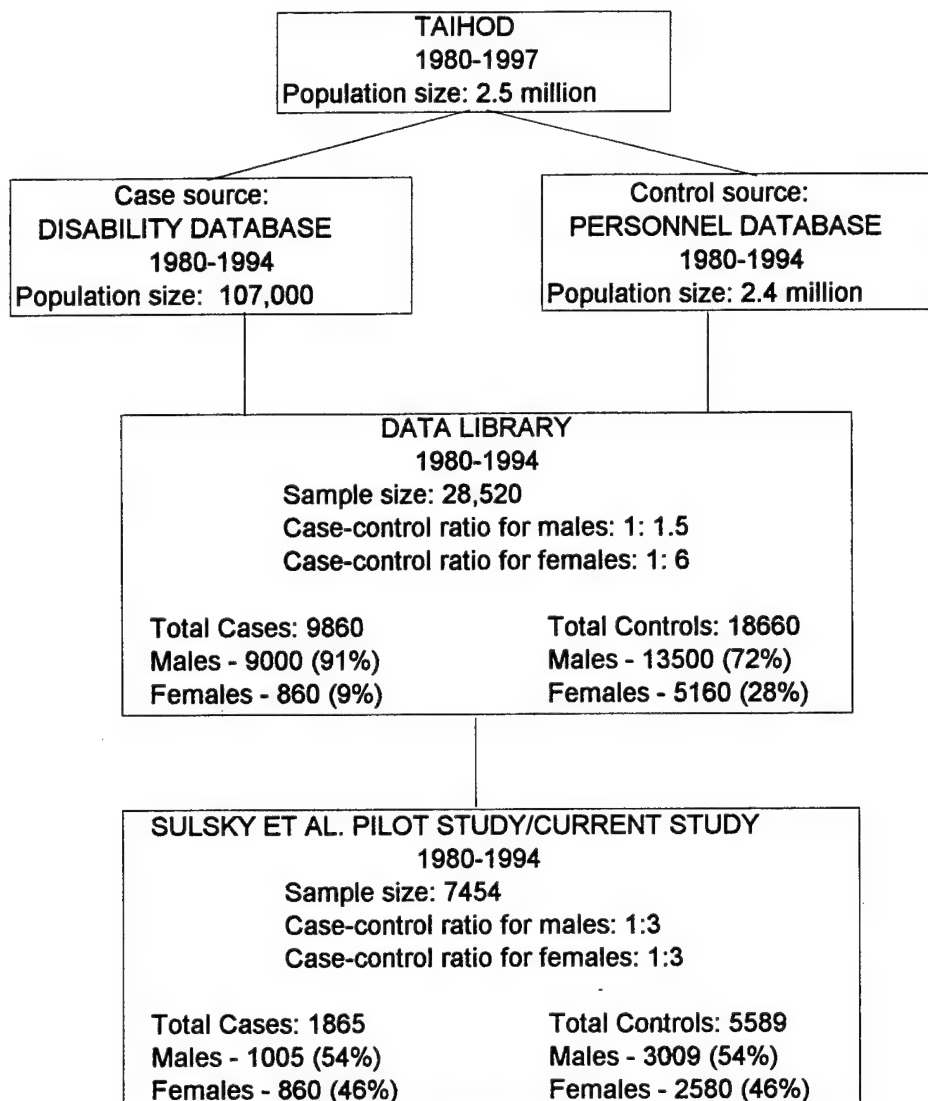 TAIHOD
1980-1997
Population size: 2.5 million
Case source:
DISABILITY DATABASE
1980-1994
Population size: 107,000
Control source:
PERSONNEL DATABASE
1980-1994
Population size: 2.4 million
DATA LIBRARY
1980-1994
Sample size: 28,520
Case-control ratio for males: 1: 1.5
Case-control ratio for females: 1: 6
Total Cases: 9860
Males - 9000 (91%)
Females - 860 (9%)
Total Controls: 18660
Males - 13500 (72%)
Females - 5160 (28%)
SULSKY ET AL. PILOT STUDY/CURRENT STUDY
1980-1994
Sample size: 7454
Case-control ratio for males: 1:3
Case-control ratio for females: 1:3
Total Cases: 1865
Males - 1005 (54%)
Females - 860 (46%)
Total Controls: 5589
Males - 3009 (54%)
Females - 2580 (46%)